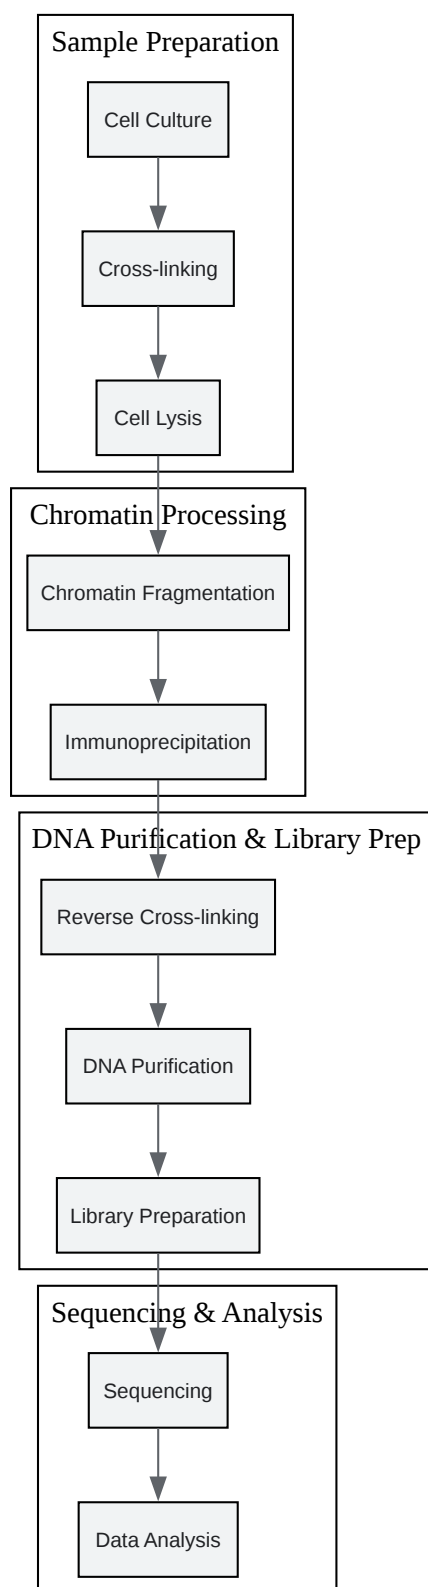 Sample Preparation
Cell Culture
Cross-linking
Cell Lysis
Chromatin Processing
Chromatin Fragmentation
Immunoprecipitation
DNA Purification & Library Prep
Reverse Cross-linking
DNA Purification
Library Preparation
Sequencing & Analysis
Sequencing
Data Analysis